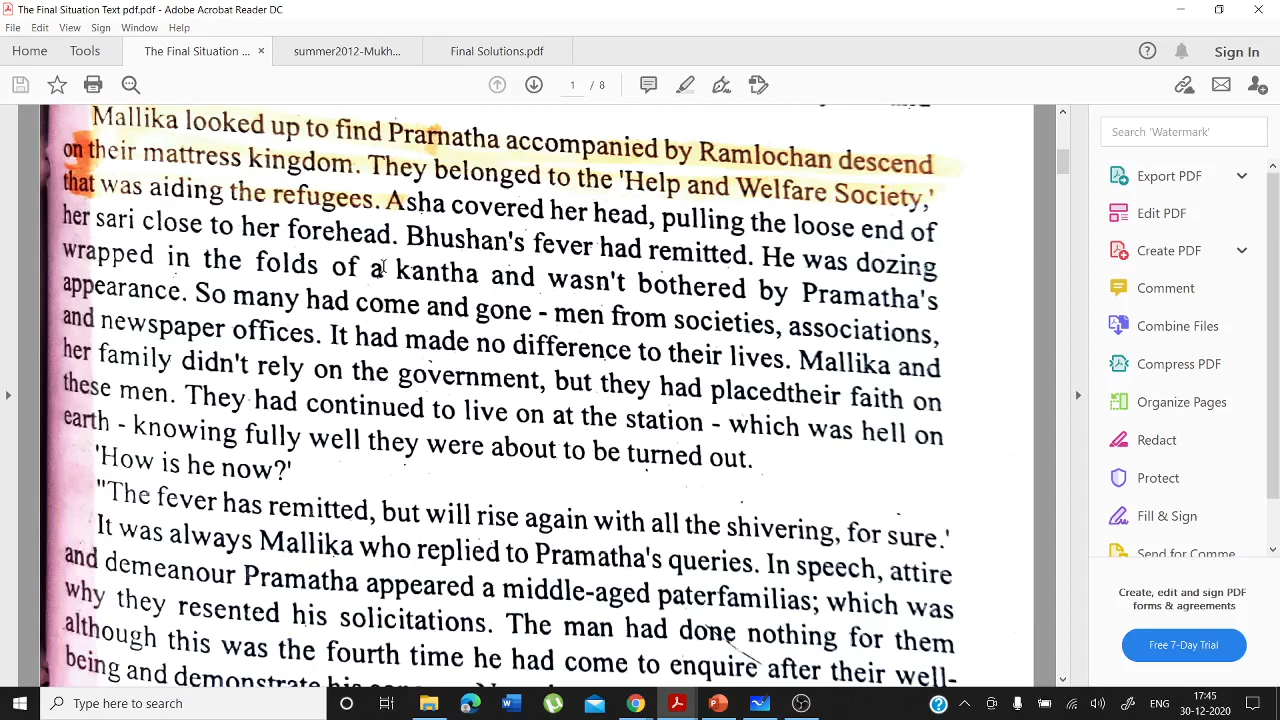 The Final Situation Text pdf.pdf - Adobe Acrobat Reader DC
File Edit View Sign Window Help
Home Tools The Final Situation ... × summer2012-Mukh... Final Solutions.pdf Sign In
1 / 8
Mallika looked up to find Pramatha accompanied by Ramlochan descend
on their mattress kingdom. They belonged to the 'Help and Welfare Society,'
that was aiding the refugees. Asha covered her head, pulling the loose end of
her sari close to her forehead. Bhushan's fever had remitted. He was dozing
wrapped in the folds of a kantha and wasn't bothered by Pramatha's
appearance. So many had come and gone - men from societies, associations,
and newspaper offices. It had made no difference to their lives. Mallika and
her family didn't rely on the government, but they had placedtheir faith on
these men. They had continued to live on at the station - which was hell on
earth - knowing fully well they were about to be turned out.
'How is he now?'
"The fever has remitted, but will rise again with all the shivering, for sure.'
It was always Mallika who replied to Pramatha's queries. In speech, attire
and demeanour Pramatha appeared a middle-aged paterfamilias; which was
why they resented his solicitations. The man had done nothing for them
although this was the fourth time he had come to enquire after their well-
being and demonstrate his
Search 'Watermark'
Export PDF
Edit PDF
Create PDF
Comment
Combine Files
Compress PDF
Organize Pages
Redact
Protect
Fill & Sign
Send for Comme
Create, edit and sign PDF
forms & agreements
Free 7-Day Trial
Type here to search
ENG
17:45
30-12-2020